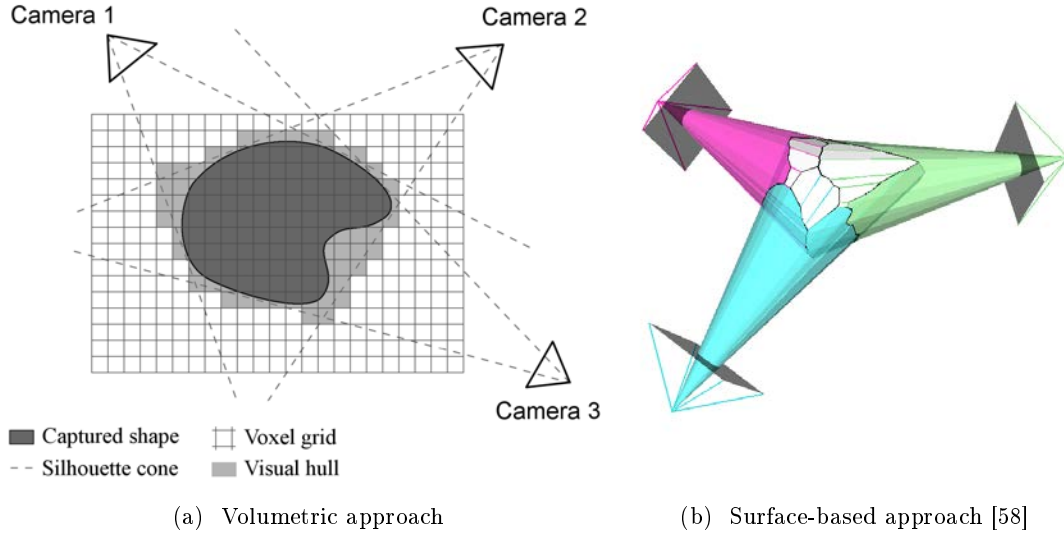 Camera 1
Camera 2
Camera 3
Captured shape
Voxel grid
Silhouette cone
Visual hull
(a) Volumetric approach
(b) Surface-based approach [58]